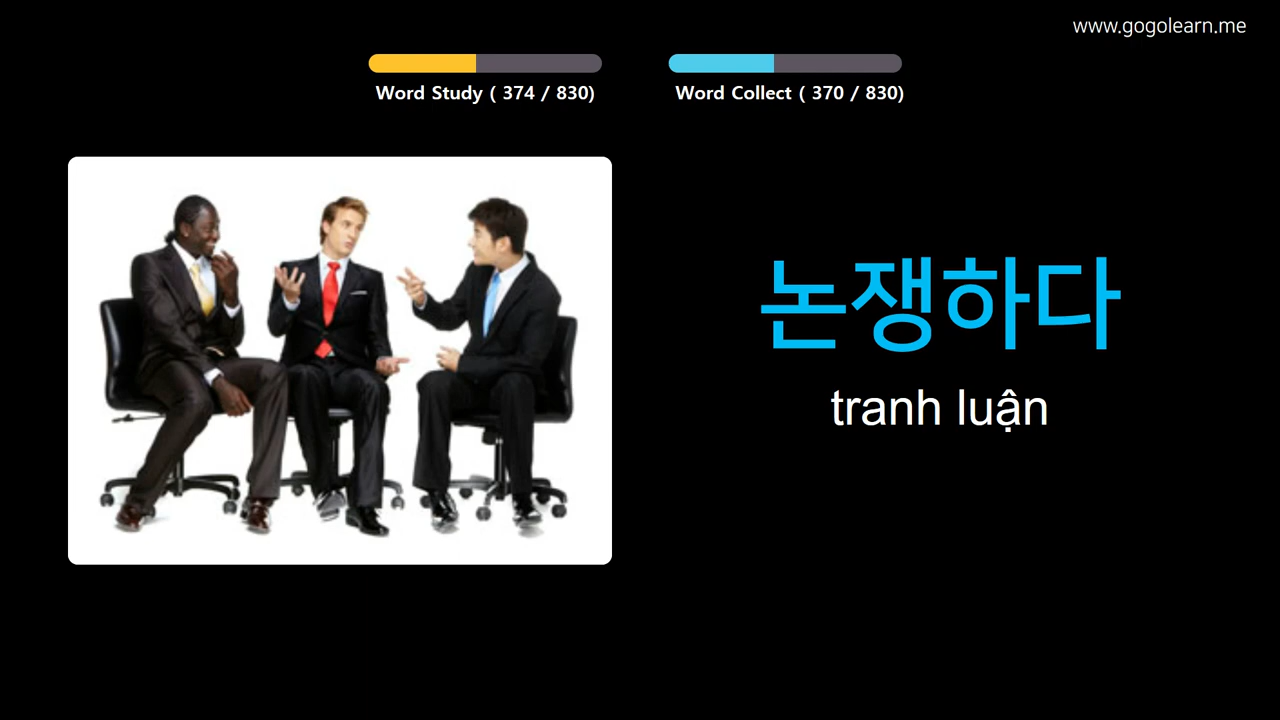 www.gogolearn.me
Word Study ( 374 / 830)
Word Collect ( 370 / 830)
논쟁하다
tranh luận